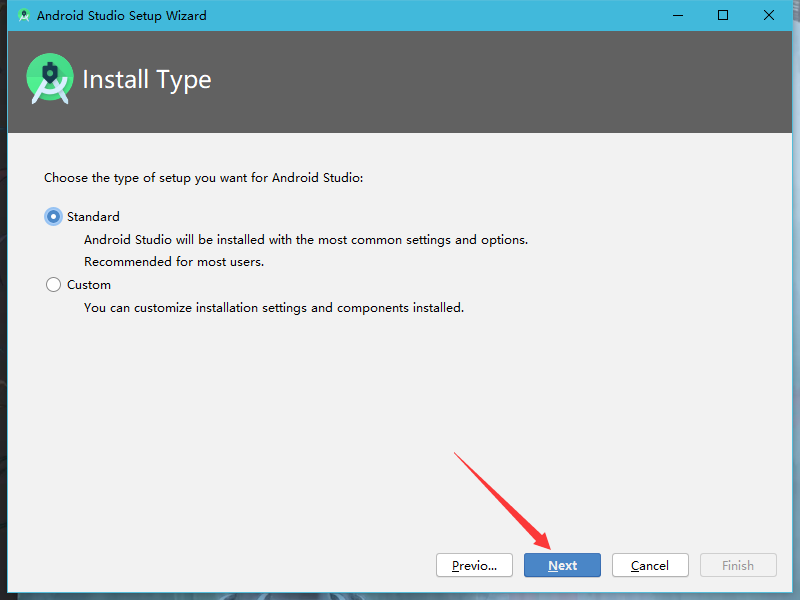 Android Studio Setup Wizard
Install Type
Choose the type of setup you want for Android Studio:
Standard
Android Studio will be installed with the most common settings and options.
Recommended for most users.
Custom
You can customize installation settings and components installed.
Previo... Next Cancel Finish